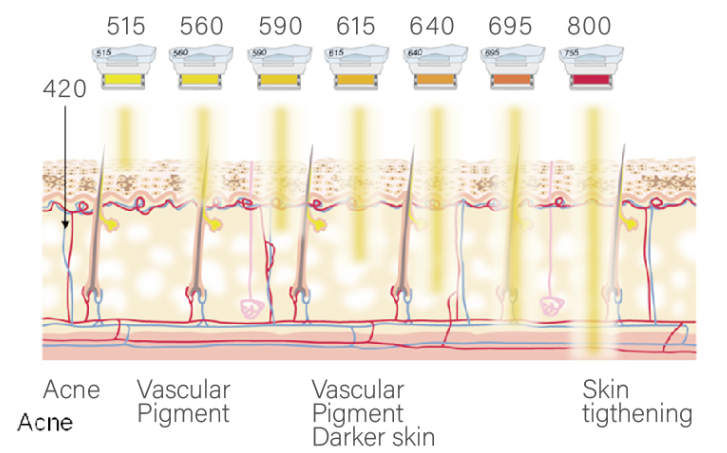 515 560 590 615 640 695 800
515 560 590 615 640 695 755
420
Acne Vascular Vascular Skin
Pigment Pigment tigthening
Acne
Darker skin